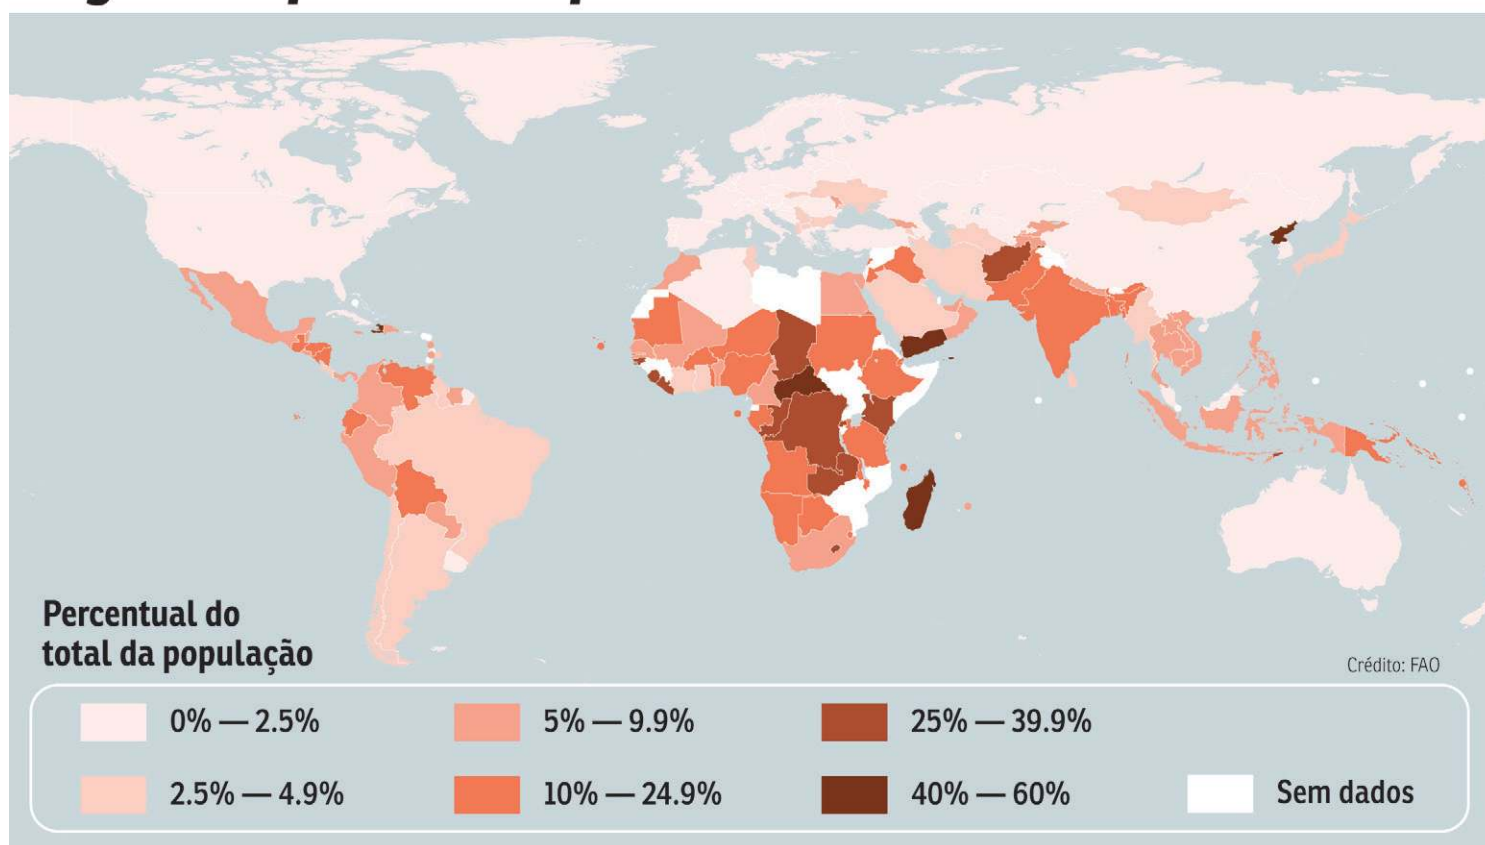 Percentual do
total da população
Crédito: FAO
0% — 2.5%
5% — 9.9%
25% — 39.9%
2.5% — 4.9%
10% — 24.9%
40% — 60%
Sem dados